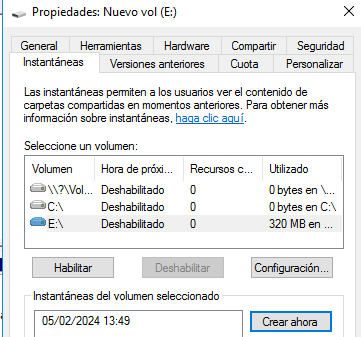 Propiedades: Nuevo vol (E:)
General Herramientas Hardware Compartir Seguridad
Instantáneas Versiones anteriores Cuota Personalizar
Las instantáneas permiten a los usuarios ver el contenido de
carpetas compartidas en momentos anteriores. Para obtener más
información sobre instantáneas, haga clic aquí.
Seleccione un volumen:
Volumen Hora de próxi... Recursos c... Utilizado
\\?\Vol... Deshabilitado 0 0 bytes en \...
C:\ Deshabilitado 0 0 bytes en C:\
E:\ Deshabilitado 0 320 MB en ...
Habilitar Deshabilitar Configuración...
Instantáneas del volumen seleccionado
05/02/2024 13:49 Crear ahora